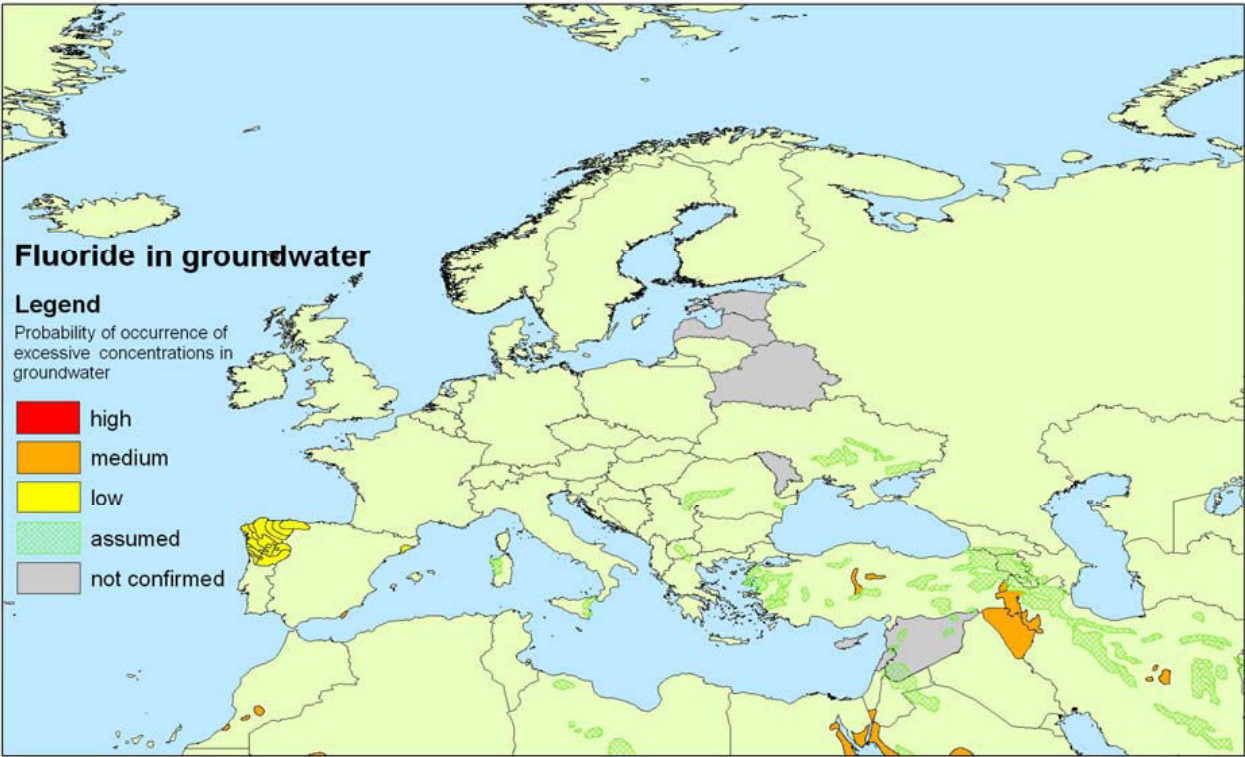 Fluoride in groundwater
Legend
Probability of occurrence of
excessive concentrations in
groundwater
high
medium
low
assumed
not confirmed